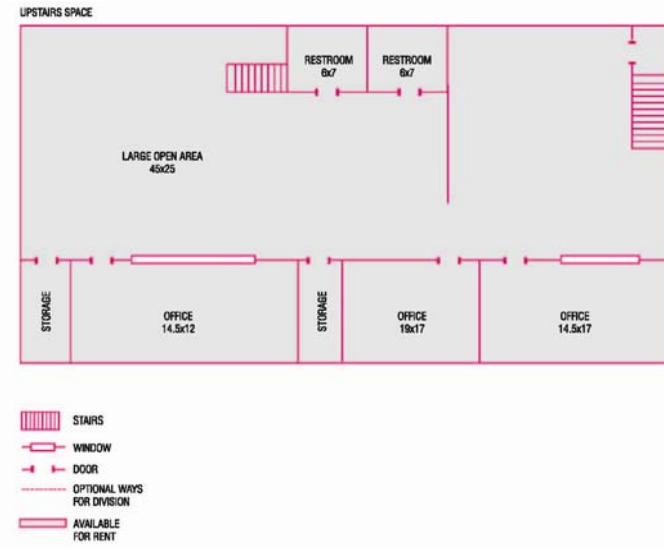 UPSTAIRS SPACE
RESTROOM
6x7
RESTROOM
6x7
LARGE OPEN AREA
45x25
STORAGE
OFFICE
14.5x12
STORAGE
OFFICE
19x17
OFFICE
14.5x17
STAIRS
WINDOW
DOOR
OPTIONAL WAYS
FOR DIVISION
AVAILABLE
FOR RENT